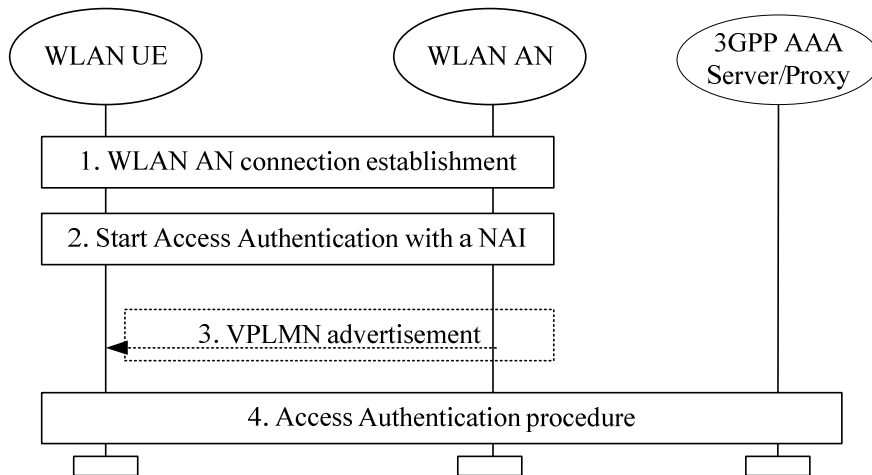 WLAN UE
WLAN AN
3GPP AAA
Server/Proxy
1. WLAN AN connection establishment
2. Start Access Authentication with a NAI
3. VPLMN advertisement
4. Access Authentication procedure